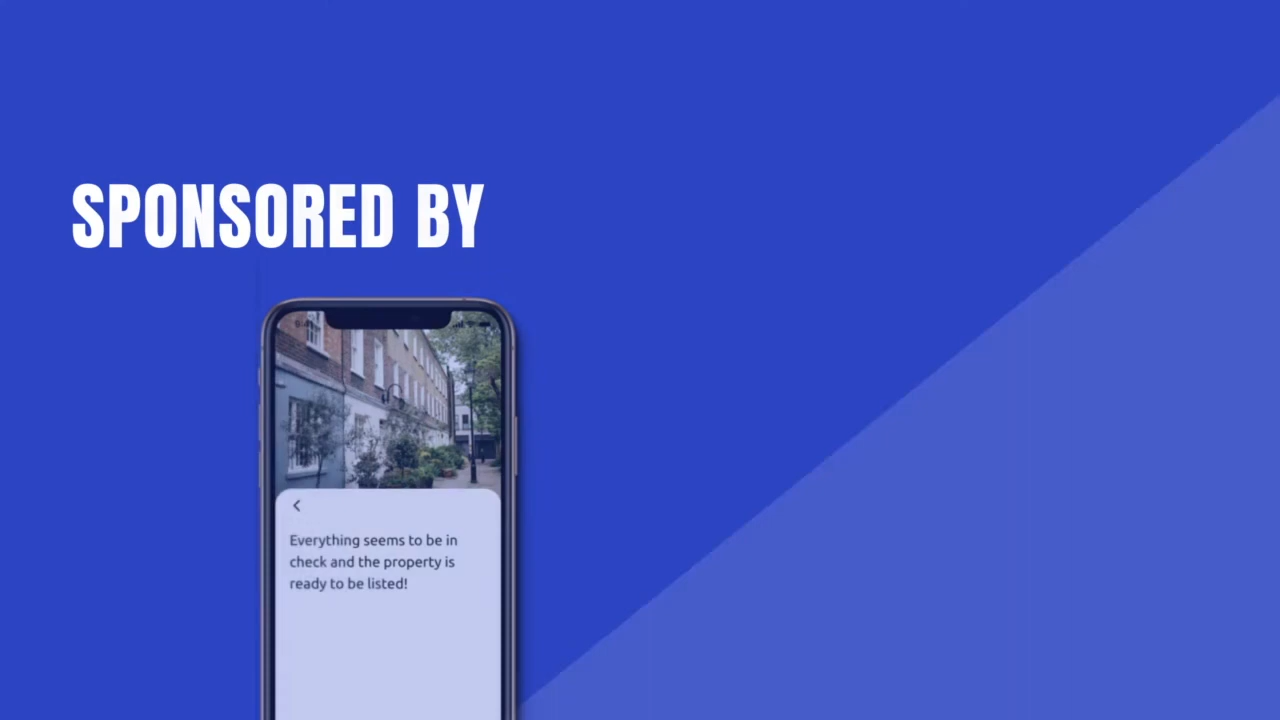 SPONSORED BY
Everything seems to be in
check and the property is
ready to be listed!